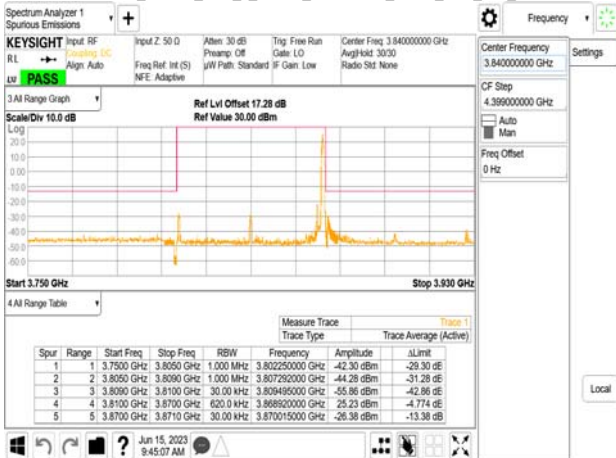 Spectrum Analyzer 1
Spurious Emissions
+
Frequency
KEYSIGHT
RL
LW PASS
Input: RF
Coupling: DC
Align: Auto
Input Z: 50 Ω
Freq Ref: Int (S)
NFE: Adaptive
Atten: 30 dB
Preamp: Off
µW Path: Standard
Trig: Free Run
Gate: LO
IF Gain: Low
Center Freq: 3.840000000 GHz
Avg|Hold: 30/30
Radio Std: None
Center Frequency
3.840000000 GHz
Settings
CF Step
4.399000000 GHz
Auto
Man
Freq Offset
0 Hz
Local
3 All Range Graph
Scale/Div 10.0 dB
Ref Lvl Offset 17.28 dB
Ref Value 30.00 dBm
Log
20.0
10.0
0.00
-10.0
-20.0
-30.0
-40.0
-50.0
-60.0
Start 3.750 GHz
Stop 3.930 GHz
4 All Range Table
Measure Trace Trace 1
Trace Type Trace Average (Active)
Spur Range Start Freq Stop Freq RBW Frequency Amplitude ΔLimit
1 1 3.7500 GHz 3.8050 GHz 1.000 MHz 3.802250000 GHz -42.30 dBm -29.30 dB
2 2 3.8050 GHz 3.8090 GHz 1.000 MHz 3.807292000 GHz -44.28 dBm -31.28 dB
3 3 3.8090 GHz 3.8100 GHz 30.00 kHz 3.809495000 GHz -55.86 dBm -42.86 dB
4 4 3.8100 GHz 3.8700 GHz 620.0 kHz 3.868920000 GHz 25.23 dBm -4.774 dB
5 5 3.8700 GHz 3.8710 GHz 30.00 kHz 3.870015000 GHz -26.38 dBm -13.38 dB
?
Jun 15, 2023
9:45:07 AM